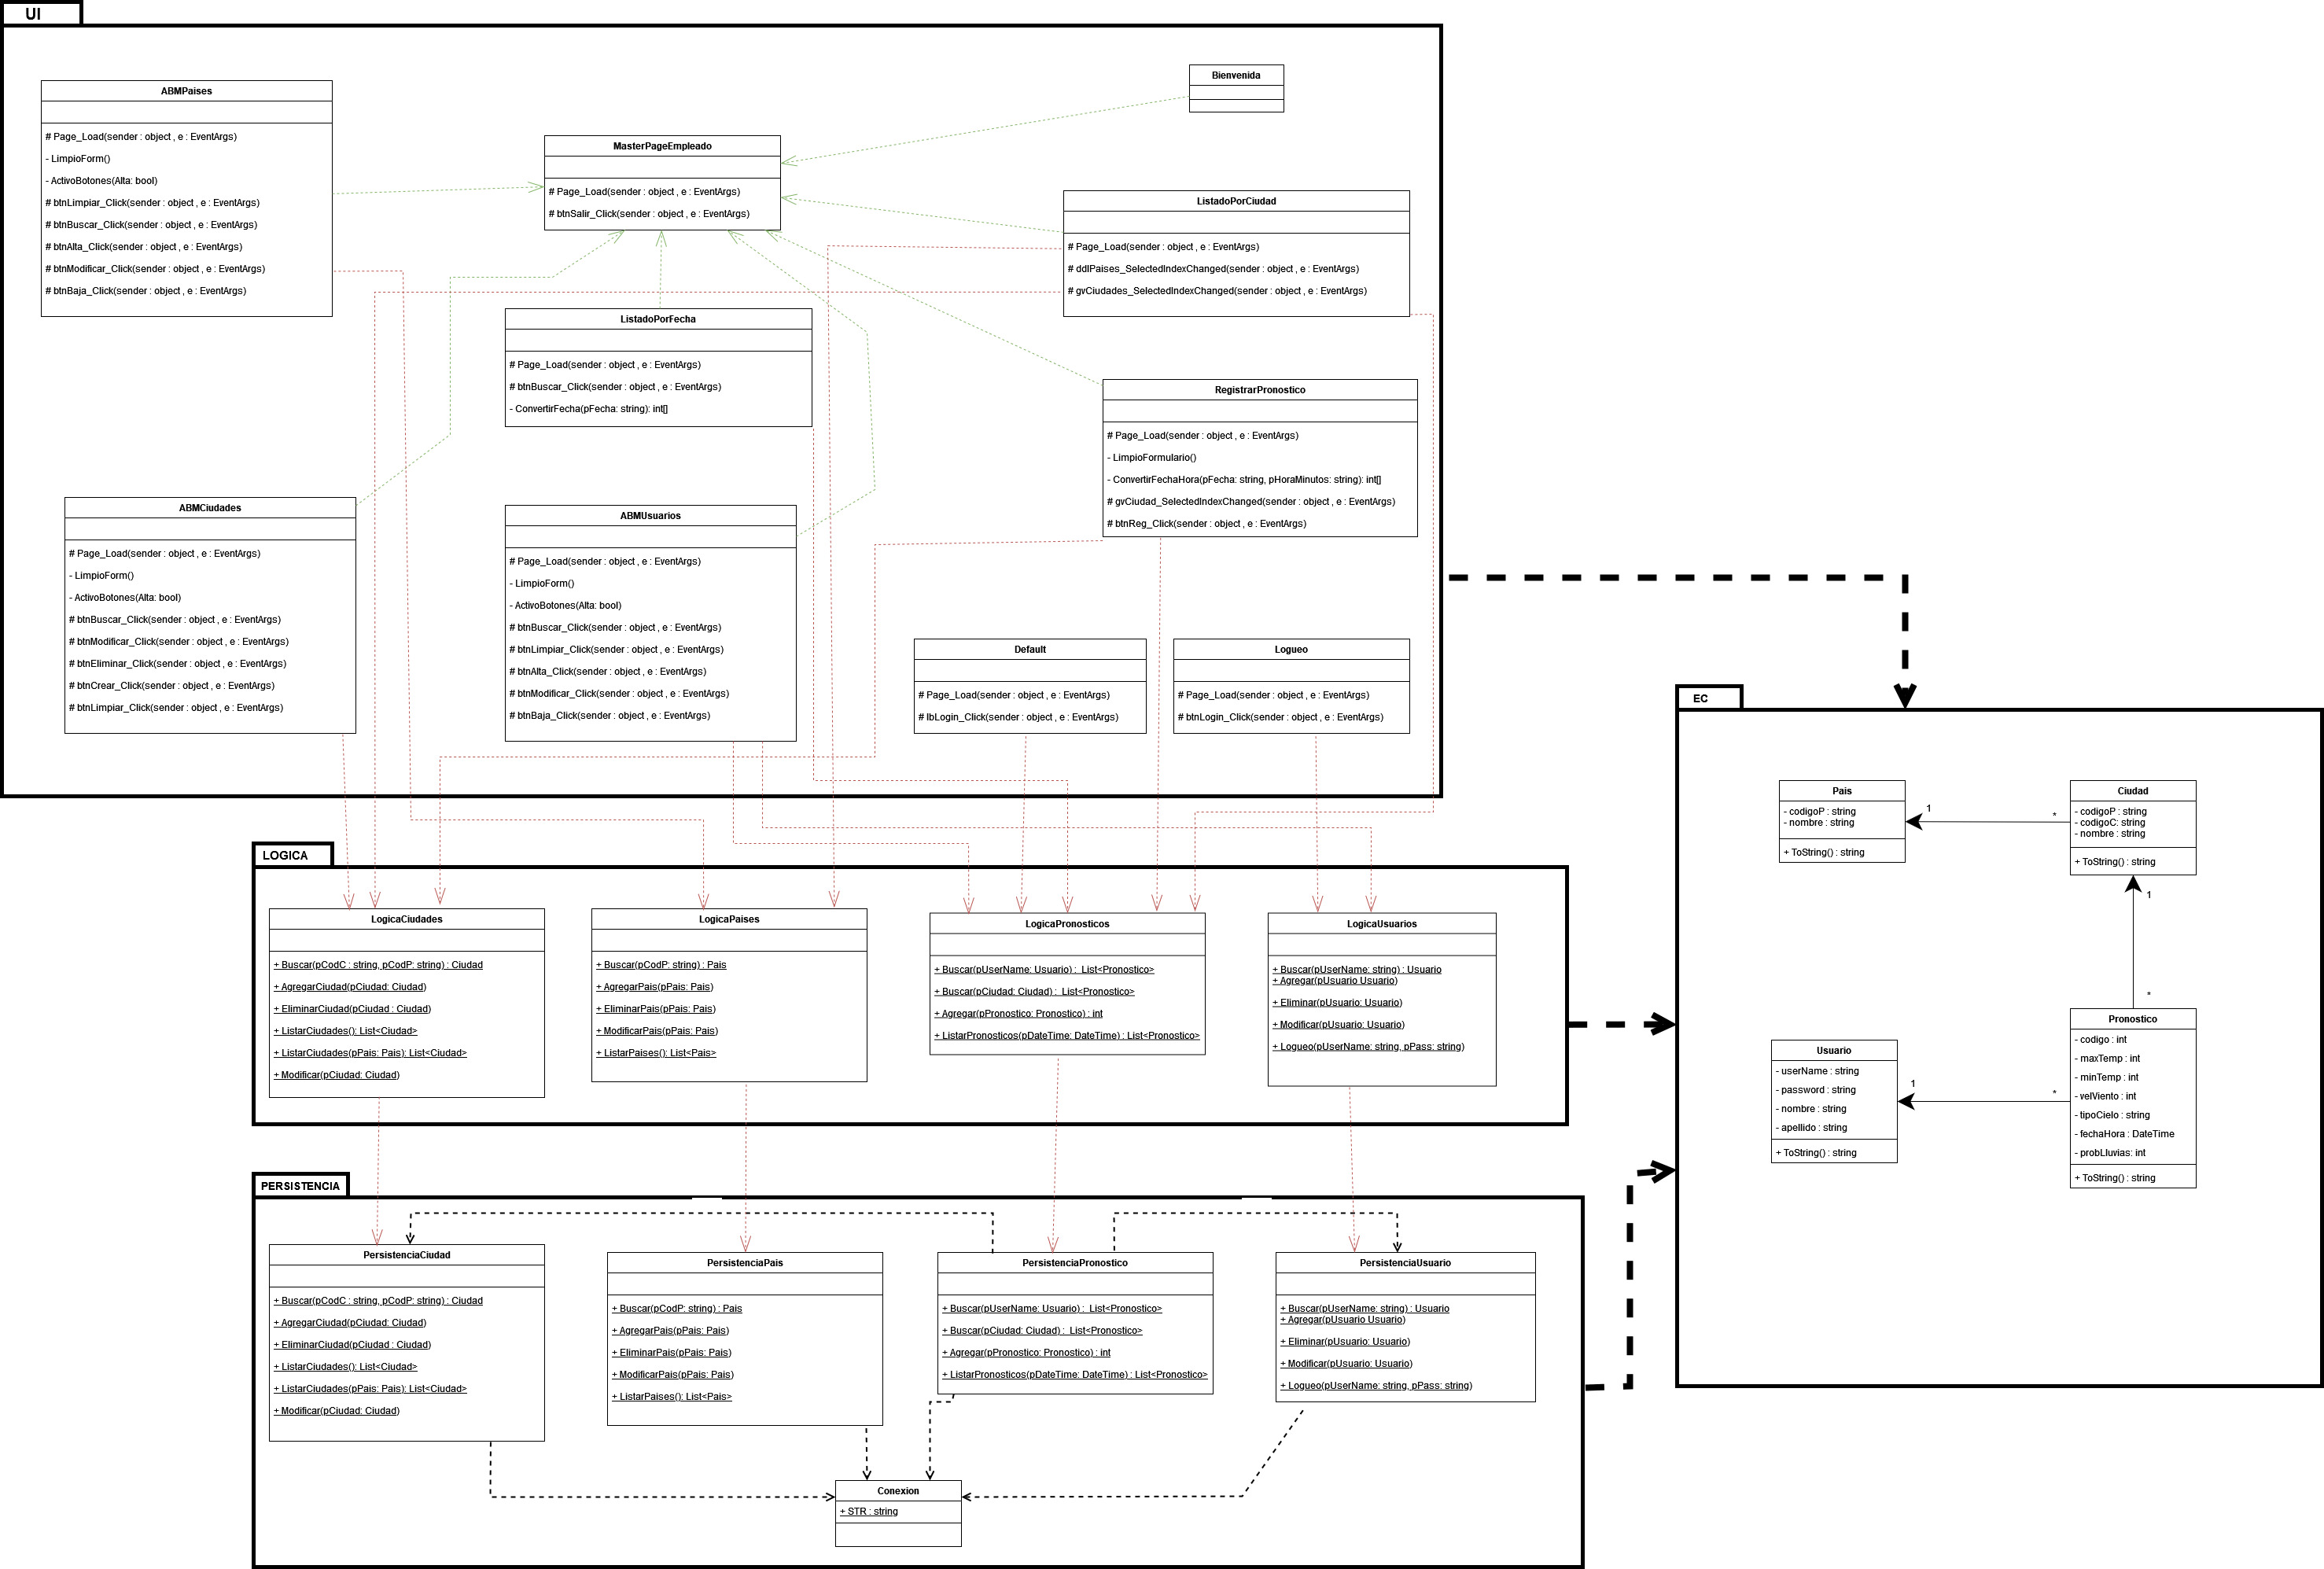 UI
ABMPaises
# Page_Load(sender : object , e : EventArgs)
- LimpioForm()
- ActivoBotones(Alta: bool)
# btnLimpiar_Click(sender : object , e : EventArgs)
# btnBuscar_Click(sender : object , e : EventArgs)
# btnAlta_Click(sender : object , e : EventArgs)
# btnModificar_Click(sender : object , e : EventArgs)
# btnBaja_Click(sender : object , e : EventArgs)
MasterPageEmpleado
# Page_Load(sender : object , e : EventArgs)
# btnSalir_Click(sender : object , e : EventArgs)
Bienvenida
ListadoPorCiudad
# Page_Load(sender : object , e : EventArgs)
# ddlPaises_SelectedIndexChanged(sender : object , e : EventArgs)
# gvCiudades_SelectedIndexChanged(sender : object , e : EventArgs)
ListadoPorFecha
# Page_Load(sender : object , e : EventArgs)
# btnBuscar_Click(sender : object , e : EventArgs)
- ConvertirFecha(pFecha: string): int[]
RegistrarPronostico
# Page_Load(sender : object , e : EventArgs)
- LimpioFormulario()
- ConvertirFechaHora(pFecha: string, pHoraMinutos: string): int[]
# gvCiudad_SelectedIndexChanged(sender : object , e : EventArgs)
# btnReg_Click(sender : object , e : EventArgs)
ABMCiudades
# Page_Load(sender : object , e : EventArgs)
- LimpioForm()
- ActivoBotones(Alta: bool)
# btnBuscar_Click(sender : object , e : EventArgs)
# btnModificar_Click(sender : object , e : EventArgs)
# btnEliminar_Click(sender : object , e : EventArgs)
# btnCrear_Click(sender : object , e : EventArgs)
# btnLimpiar_Click(sender : object , e : EventArgs)
ABMUsuarios
# Page_Load(sender : object , e : EventArgs)
- LimpioForm()
- ActivoBotones(Alta: bool)
# btnBuscar_Click(sender : object , e : EventArgs)
# btnLimpiar_Click(sender : object , e : EventArgs)
# btnAlta_Click(sender : object , e : EventArgs)
# btnModificar_Click(sender : object , e : EventArgs)
# btnBaja_Click(sender : object , e : EventArgs)
Default
# Page_Load(sender : object , e : EventArgs)
# lbLogin_Click(sender : object , e : EventArgs)
Logueo
# Page_Load(sender : object , e : EventArgs)
# btnLogin_Click(sender : object , e : EventArgs)
EC
Pais
- codigoP : string
- nombre : string
+ ToString() : string
1
*
Ciudad
- codigoP : string
- codigoC: string
- nombre : string
+ ToString() : string
1
*
Usuario
- userName : string
- password : string
- nombre : string
- apellido : string
+ ToString() : string
1
*
Pronostico
- codigo : int
- maxTemp : int
- minTemp : int
- velViento : int
- tipoCielo : string
- fechaHora : DateTime
- probLluvias: int
+ ToString() : string
LOGICA
LogicaCiudades
+ Buscar(pCodC : string, pCodP: string) : Ciudad
+ AgregarCiudad(pCiudad: Ciudad)
+ EliminarCiudad(pCiudad : Ciudad)
+ ListarCiudades(): List<Ciudad>
+ ListarCiudades(pPais: Pais): List<Ciudad>
+ Modificar(pCiudad: Ciudad)
LogicaPaises
+ Buscar(pCodP: string) : Pais
+ AgregarPais(pPais: Pais)
+ EliminarPais(pPais: Pais)
+ ModificarPais(pPais: Pais)
+ ListarPaises(): List<Pais>
LogicaPronosticos
+ Buscar(pUserName: Usuario) : List<Pronostico>
+ Buscar(pCiudad: Ciudad) : List<Pronostico>
+ Agregar(pPronostico: Pronostico) : int
+ ListarPronosticos(pDateTime: DateTime) : List<Pronostico>
LogicaUsuarios
+ Buscar(pUserName: string) : Usuario
+ Agregar(pUsuario Usuario)
+ Eliminar(pUsuario: Usuario)
+ Modificar(pUsuario: Usuario)
+ Logueo(pUserName: string, pPass: string)
PERSISTENCIA
PersistenciaCiudad
+ Buscar(pCodC : string, pCodP: string) : Ciudad
+ AgregarCiudad(pCiudad: Ciudad)
+ EliminarCiudad(pCiudad : Ciudad)
+ ListarCiudades(): List<Ciudad>
+ ListarCiudades(pPais: Pais): List<Ciudad>
+ Modificar(pCiudad: Ciudad)
PersistenciaPais
+ Buscar(pCodP: string) : Pais
+ AgregarPais(pPais: Pais)
+ EliminarPais(pPais: Pais)
+ ModificarPais(pPais: Pais)
+ ListarPaises(): List<Pais>
PersistenciaPronostico
+ Buscar(pUserName: Usuario) : List<Pronostico>
+ Buscar(pCiudad: Ciudad) : List<Pronostico>
+ Agregar(pPronostico: Pronostico) : int
+ ListarPronosticos(pDateTime: DateTime) : List<Pronostico>
PersistenciaUsuario
+ Buscar(pUserName: string) : Usuario
+ Agregar(pUsuario Usuario)
+ Eliminar(pUsuario: Usuario)
+ Modificar(pUsuario: Usuario)
+ Logueo(pUserName: string, pPass: string)
Conexion
+ STR : string